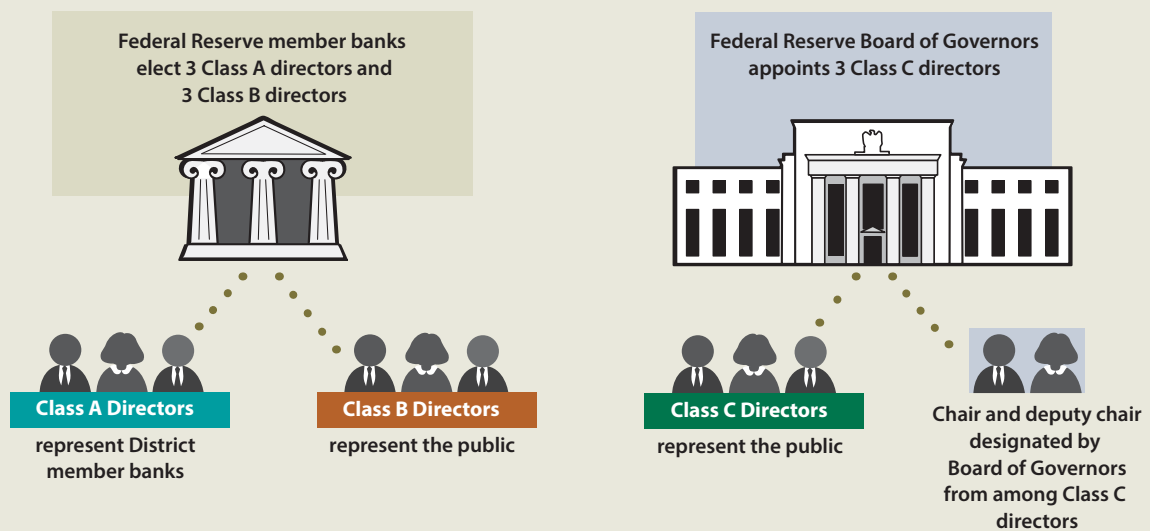 Federal Reserve member banks
elect 3 Class A directors and
3 Class B directors
Federal Reserve Board of Governors
appoints 3 Class C directors
Class A Directors
represent District
member banks
Class B Directors
represent the public
Class C Directors
represent the public
Chair and deputy chair
designated by
Board of Governors
from among Class C
directors